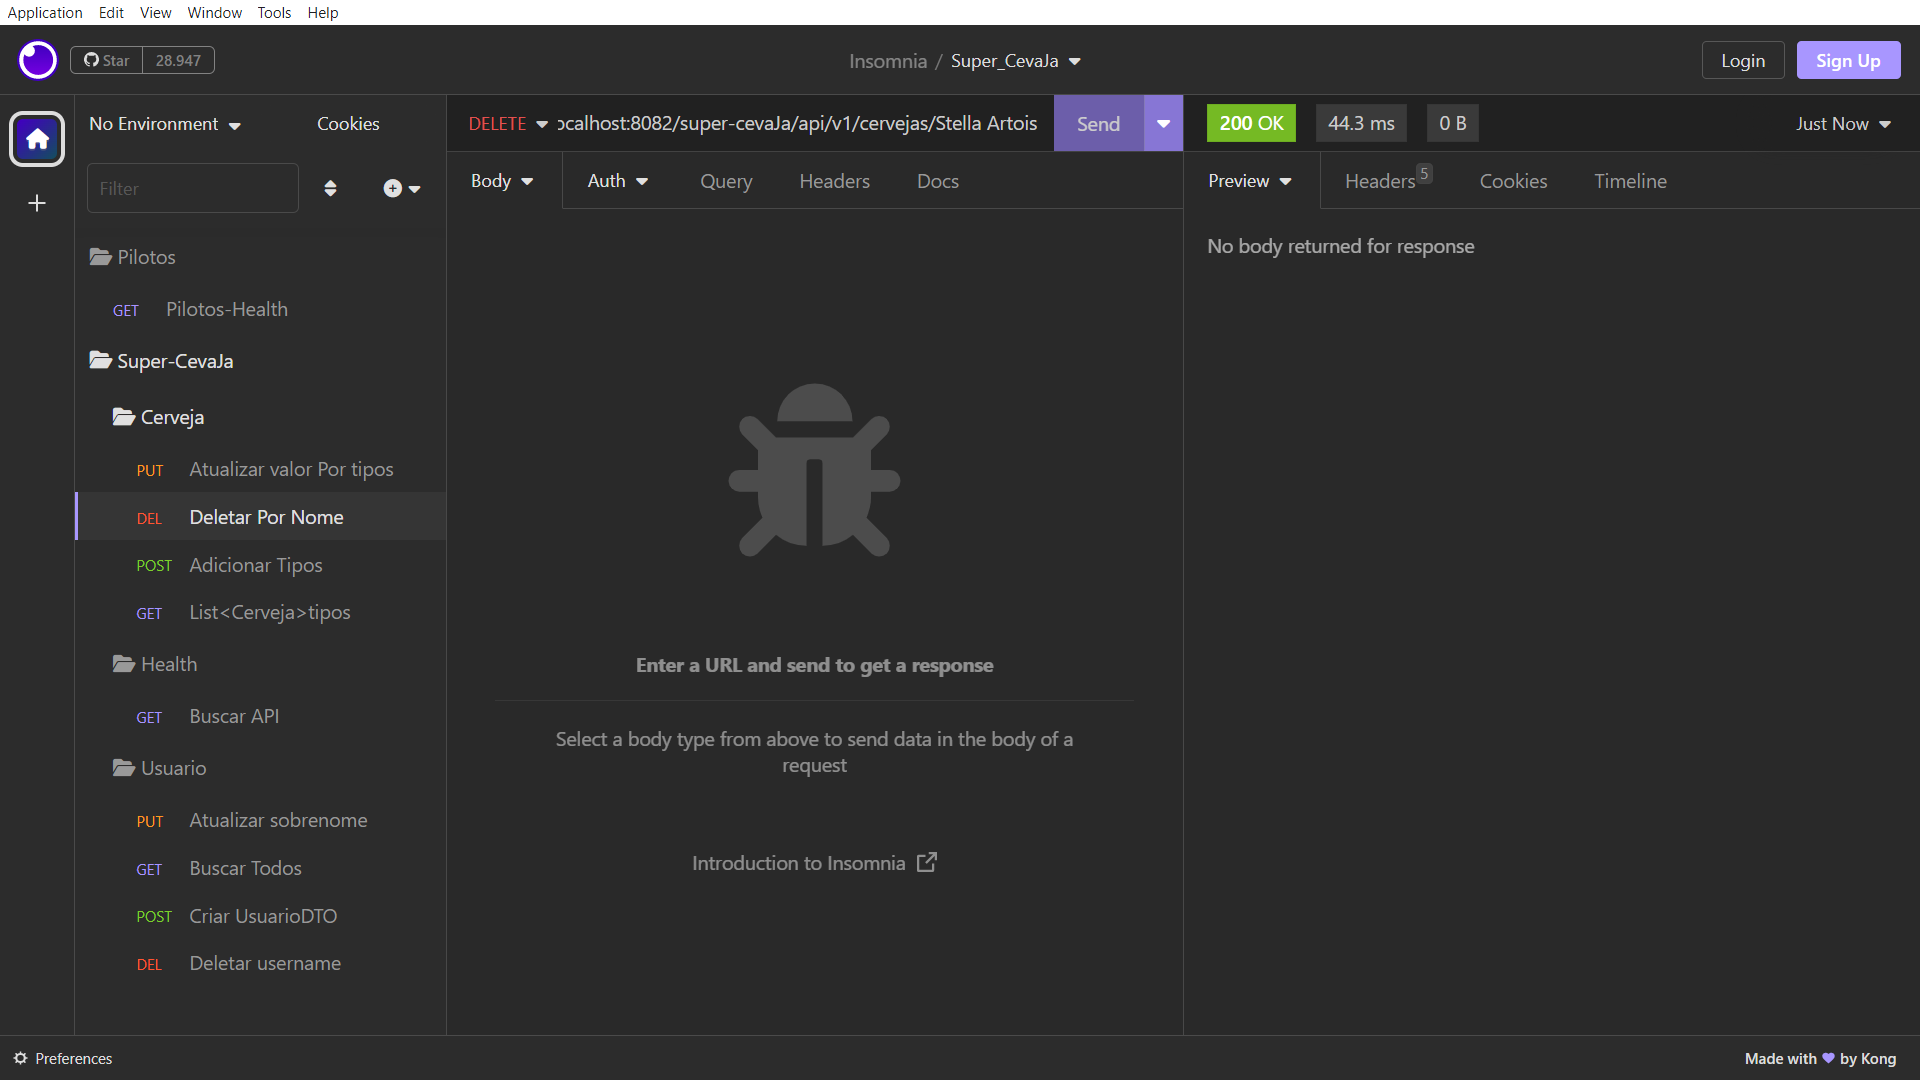 Application Edit View Window Tools Help
Star 28.947
Insomnia / Super_CevaJa
Login
Sign Up
No Environment
Cookies
DELETE
ocalhost:8082/super-cevaJa/api/v1/cervejas/Stella Artois
Send
200 OK
44.3 ms
0 B
Just Now
Filter
Body
Auth
Query
Headers
Docs
Preview
Headers 5
Cookies
Timeline
Pilotos
GET Pilotos-Health
Super-CevaJa
Cerveja
PUT Atualizar valor Por tipos
DEL Deletar Por Nome
POST Adicionar Tipos
GET List<Cerveja>tipos
Health
GET Buscar API
Usuario
PUT Atualizar sobrenome
GET Buscar Todos
POST Criar UsuarioDTO
DEL Deletar username
Enter a URL and send to get a response
Select a body type from above to send data in the body of a
request
Introduction to Insomnia
No body returned for response
Preferences
Made with by Kong